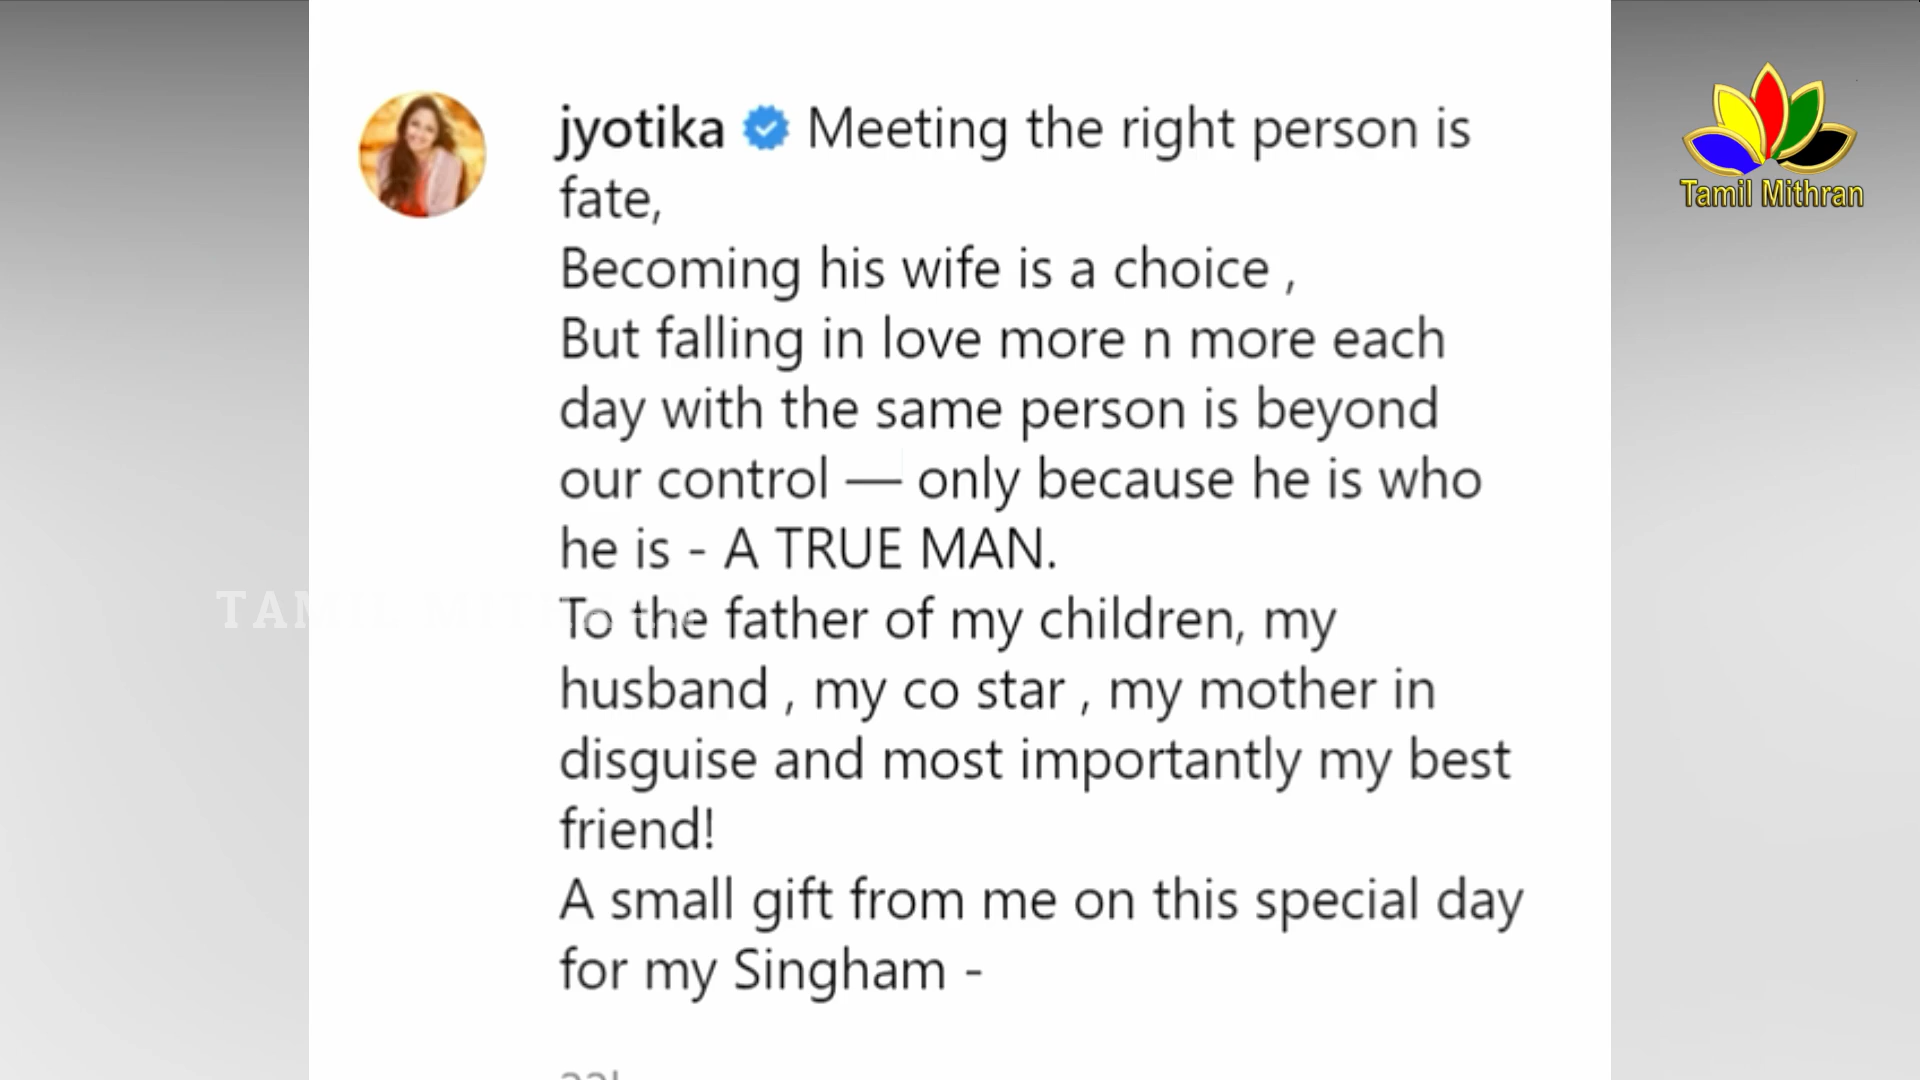 jyotika Meeting the right person is
fate,
Becoming his wife is a choice ,
But falling in love more n more each
day with the same person is beyond
our control — only because he is who
he is - A TRUE MAN.
To the father of my children, my
husband , my co star , my mother in
disguise and most importantly my best
friend!
A small gift from me on this special day
for my Singham -
Tamil Mithran
TAMIL MITHRAN